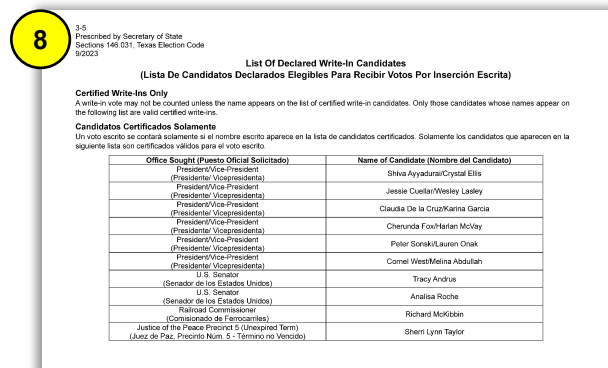 8
3-5
Prescribed by Secretary of State
Sections 146.031, Texas Election Code
9/2023
List Of Declared Write-In Candidates
(Lista De Candidatos Declarados Elegibles Para Recibir Votos Por Inserción Escrita)
Certified Write-Ins Only
A write-in vote may not be counted unless the name appears on the list of certified write-in candidates. Only those candidates whose names appear on
the following list are valid certified write-ins.
Candidatos Certificados Solamente
Un voto escrito se contará solamente si el nombre escrito aparece en la lista de candidatos certificados. Solamente los candidatos que aparecen en la
siguiente lista son certificados válidos para el voto escrito.
Office Sought (Puesto Oficial Solicitado) Name of Candidate (Nombre del Candidato)
President/Vice-President
(Presidente/ Vicepresidenta) Shiva Ayyadurai/Crystal Ellis
President/Vice-President
(Presidente/ Vicepresidenta) Jessie Cuellar/Wesley Lasley
President/Vice-President
(Presidente/ Vicepresidenta) Claudia De la Cruz/Karina Garcia
President/Vice-President
(Presidente/ Vicepresidenta) Cherunda Fox/Harlan McVay
President/Vice-President
(Presidente/ Vicepresidenta) Peter Sonski/Lauren Onak
President/Vice-President
(Presidente/ Vicepresidenta) Cornel West/Melina Abdullah
U.S. Senator
(Senador de los Estados Unidos) Tracy Andrus
U.S. Senator
(Senador de los Estados Unidos) Analisa Roche
Railroad Commissioner
(Comisionado de Ferrocarriles) Richard McKibbin
Justice of the Peace Precinct 5 (Unexpired Term)
(Juez de Paz, Precinto Núm. 5 - Término no Vencido) Sherri Lynn Taylor